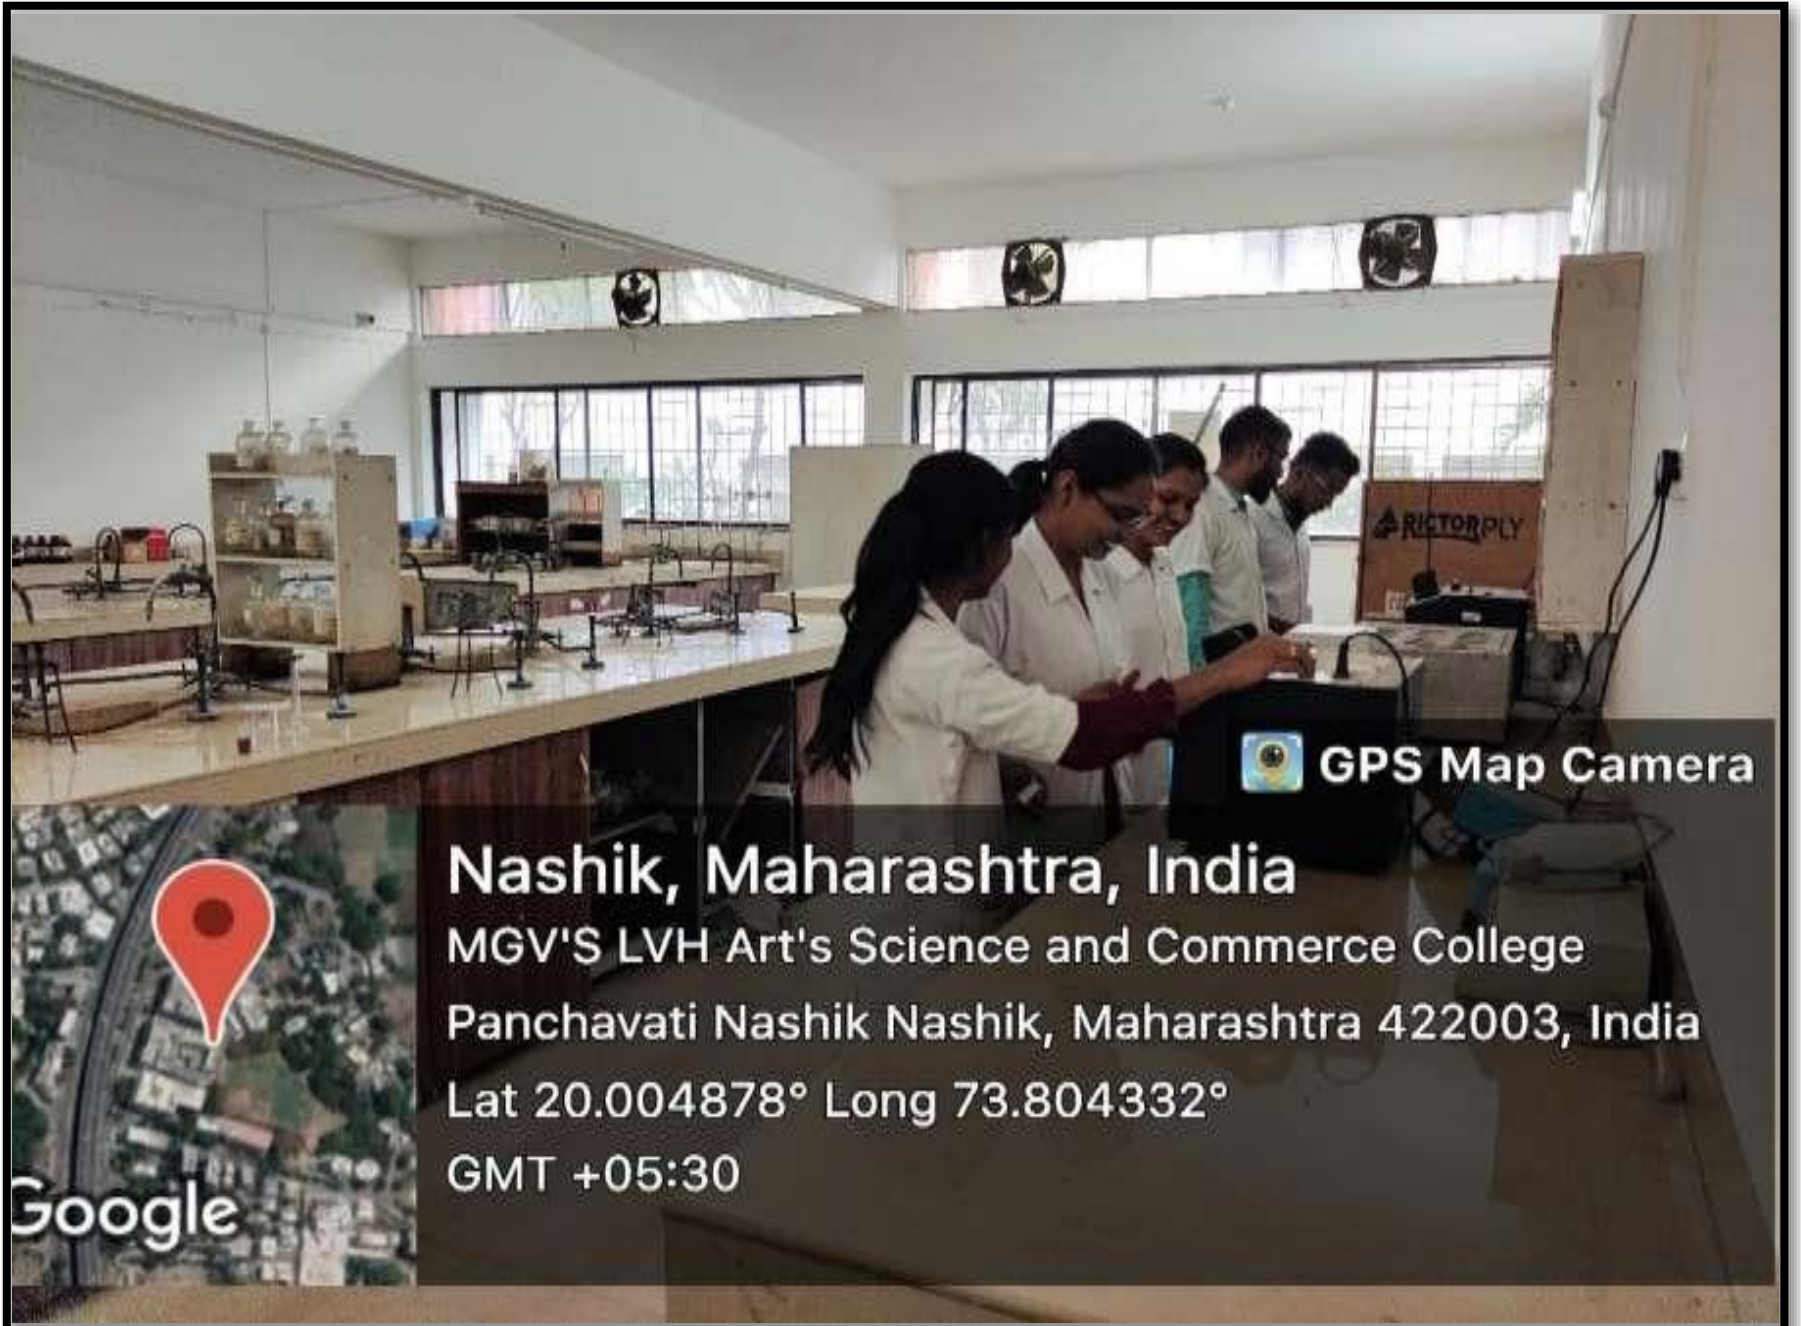 RICTORPLY
GPS Map Camera
Nashik, Maharashtra, India
MGV'S LVH Art's Science and Commerce College
Panchavati Nashik Nashik, Maharashtra 422003, India
Lat 20.004878° Long 73.804332°
GMT +05:30
Google